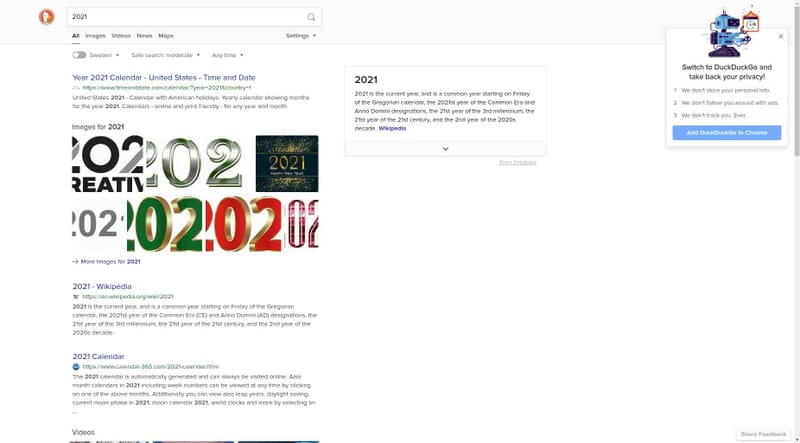 2021
All Images Videos News Maps Settings
Sweden Safe search: moderate Any time
Year 2021 Calendar - United States - Time and Date
https://www.timeanddate.com/calendar/?year=2021&country=1
United States 2021 - Calendar with American holidays. Yearly calendar showing months
for the year 2021. Calendars - online and print friendly - for any year and month
Images for 2021
202
REATIV
202
2021
HAPPY NEW YEAR
202
202
202
202
More Images for 2021
2021 - Wikipedia
https://en.wikipedia.org/wiki/2021
2021 is the current year, and is a common year starting on Friday of the Gregorian
calendar, the 2021st year of the Common Era (CE) and Anno Domini (AD) designations, the
21st year of the 3rd millennium, the 21st year of the 21st century, and the 2nd year of the
2020s decade.
2021 Calendar
https://www.calendar-365.com/2021-calendar.html
The 2021 calendar is automatically generated and can always be visited online. Also
month calendars in 2021 including week numbers can be viewed at any time by clicking
on one of the above months. Additionally you can view also leap years, daylight saving,
current moon phase in 2021, moon calendar 2021, world clocks and more by selecting an
...
Videos
2021
2021 is the current year, and is a common year starting on Friday
of the Gregorian calendar, the 2021st year of the Common Era and
Anno Domini designations, the 21st year of the 3rd millennium, the
21st year of the 21st century, and the 2nd year of the 2020s
decade. Wikipedia
Share Feedback
Switch to DuckDuckGo and
take back your privacy!
1 We don't store your personal info.
2 We don't follow you around with ads.
3 We don't track you. Ever.
Add DuckDuckGo to Chrome
Share Feedback